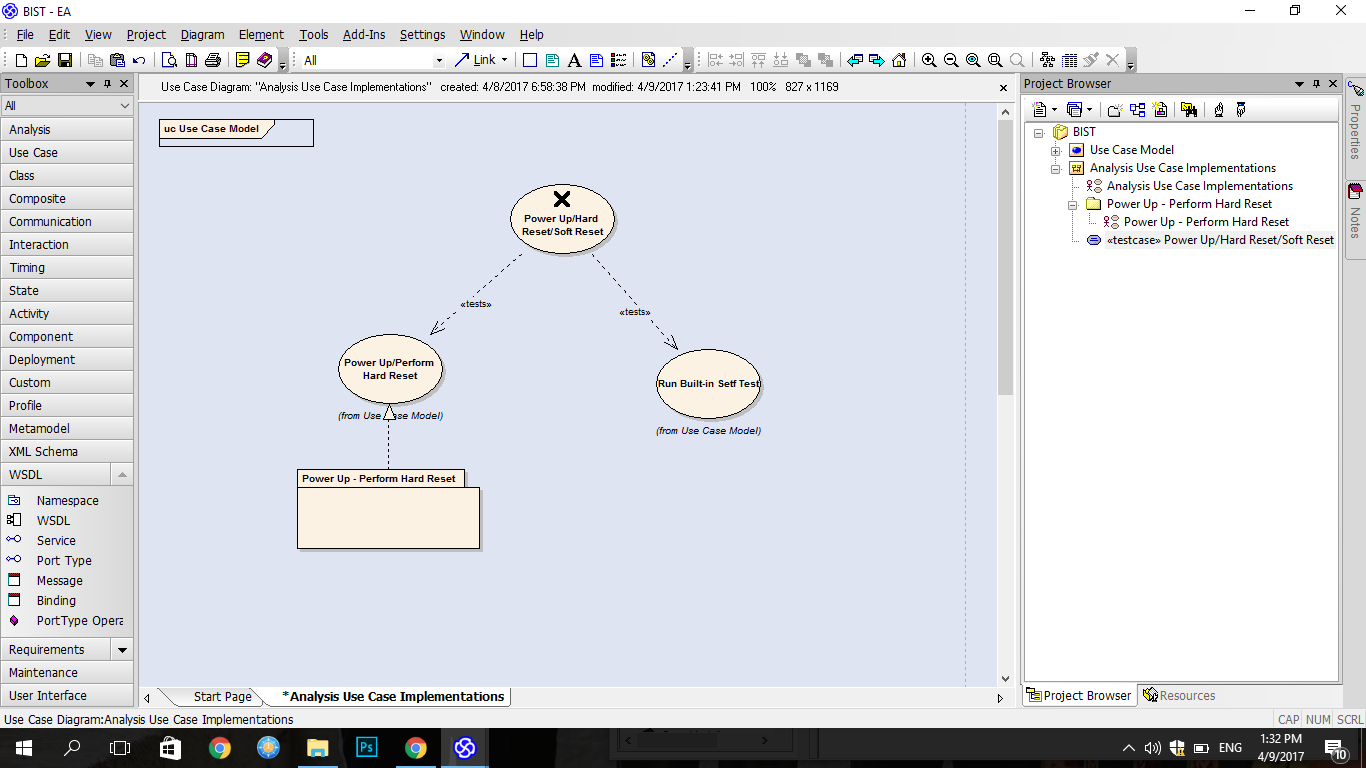 BIST - EA
File Edit View Project Diagram Element Tools Add-Ins Settings Window Help
All
Link
Toolbox
All
Analysis
Use Case
Class
Composite
Communication
Interaction
Timing
State
Activity
Component
Deployment
Custom
Profile
Metamodel
XML Schema
WSDL
Namespace
WSDL
Service
Port Type
Message
Binding
PortType Opera
Requirements
Maintenance
User Interface
Use Case Diagram: "Analysis Use Case Implementations" created: 4/8/2017 6:58:38 PM modified: 4/9/2017 1:23:41 PM 100% 827 x 1169
uc Use Case Model
Power Up/Hard
Reset/Soft Reset
«tests»
«tests»
Power Up/Perform
Hard Reset
(from Use Case Model)
Run Built-in Self Test
(from Use Case Model)
Power Up - Perform Hard Reset
Start Page
*Analysis Use Case Implementations
Project Browser
BIST
Use Case Model
Analysis Use Case Implementations
Analysis Use Case Implementations
Power Up - Perform Hard Reset
Power Up - Perform Hard Reset
«testcase» Power Up/Hard Reset/Soft Reset
Project Browser
Resources
Properties
Notes
Use Case Diagram:Analysis Use Case Implementations
CAP NUM SCRL
Ps
ENG
1:32 PM
4/9/2017
10